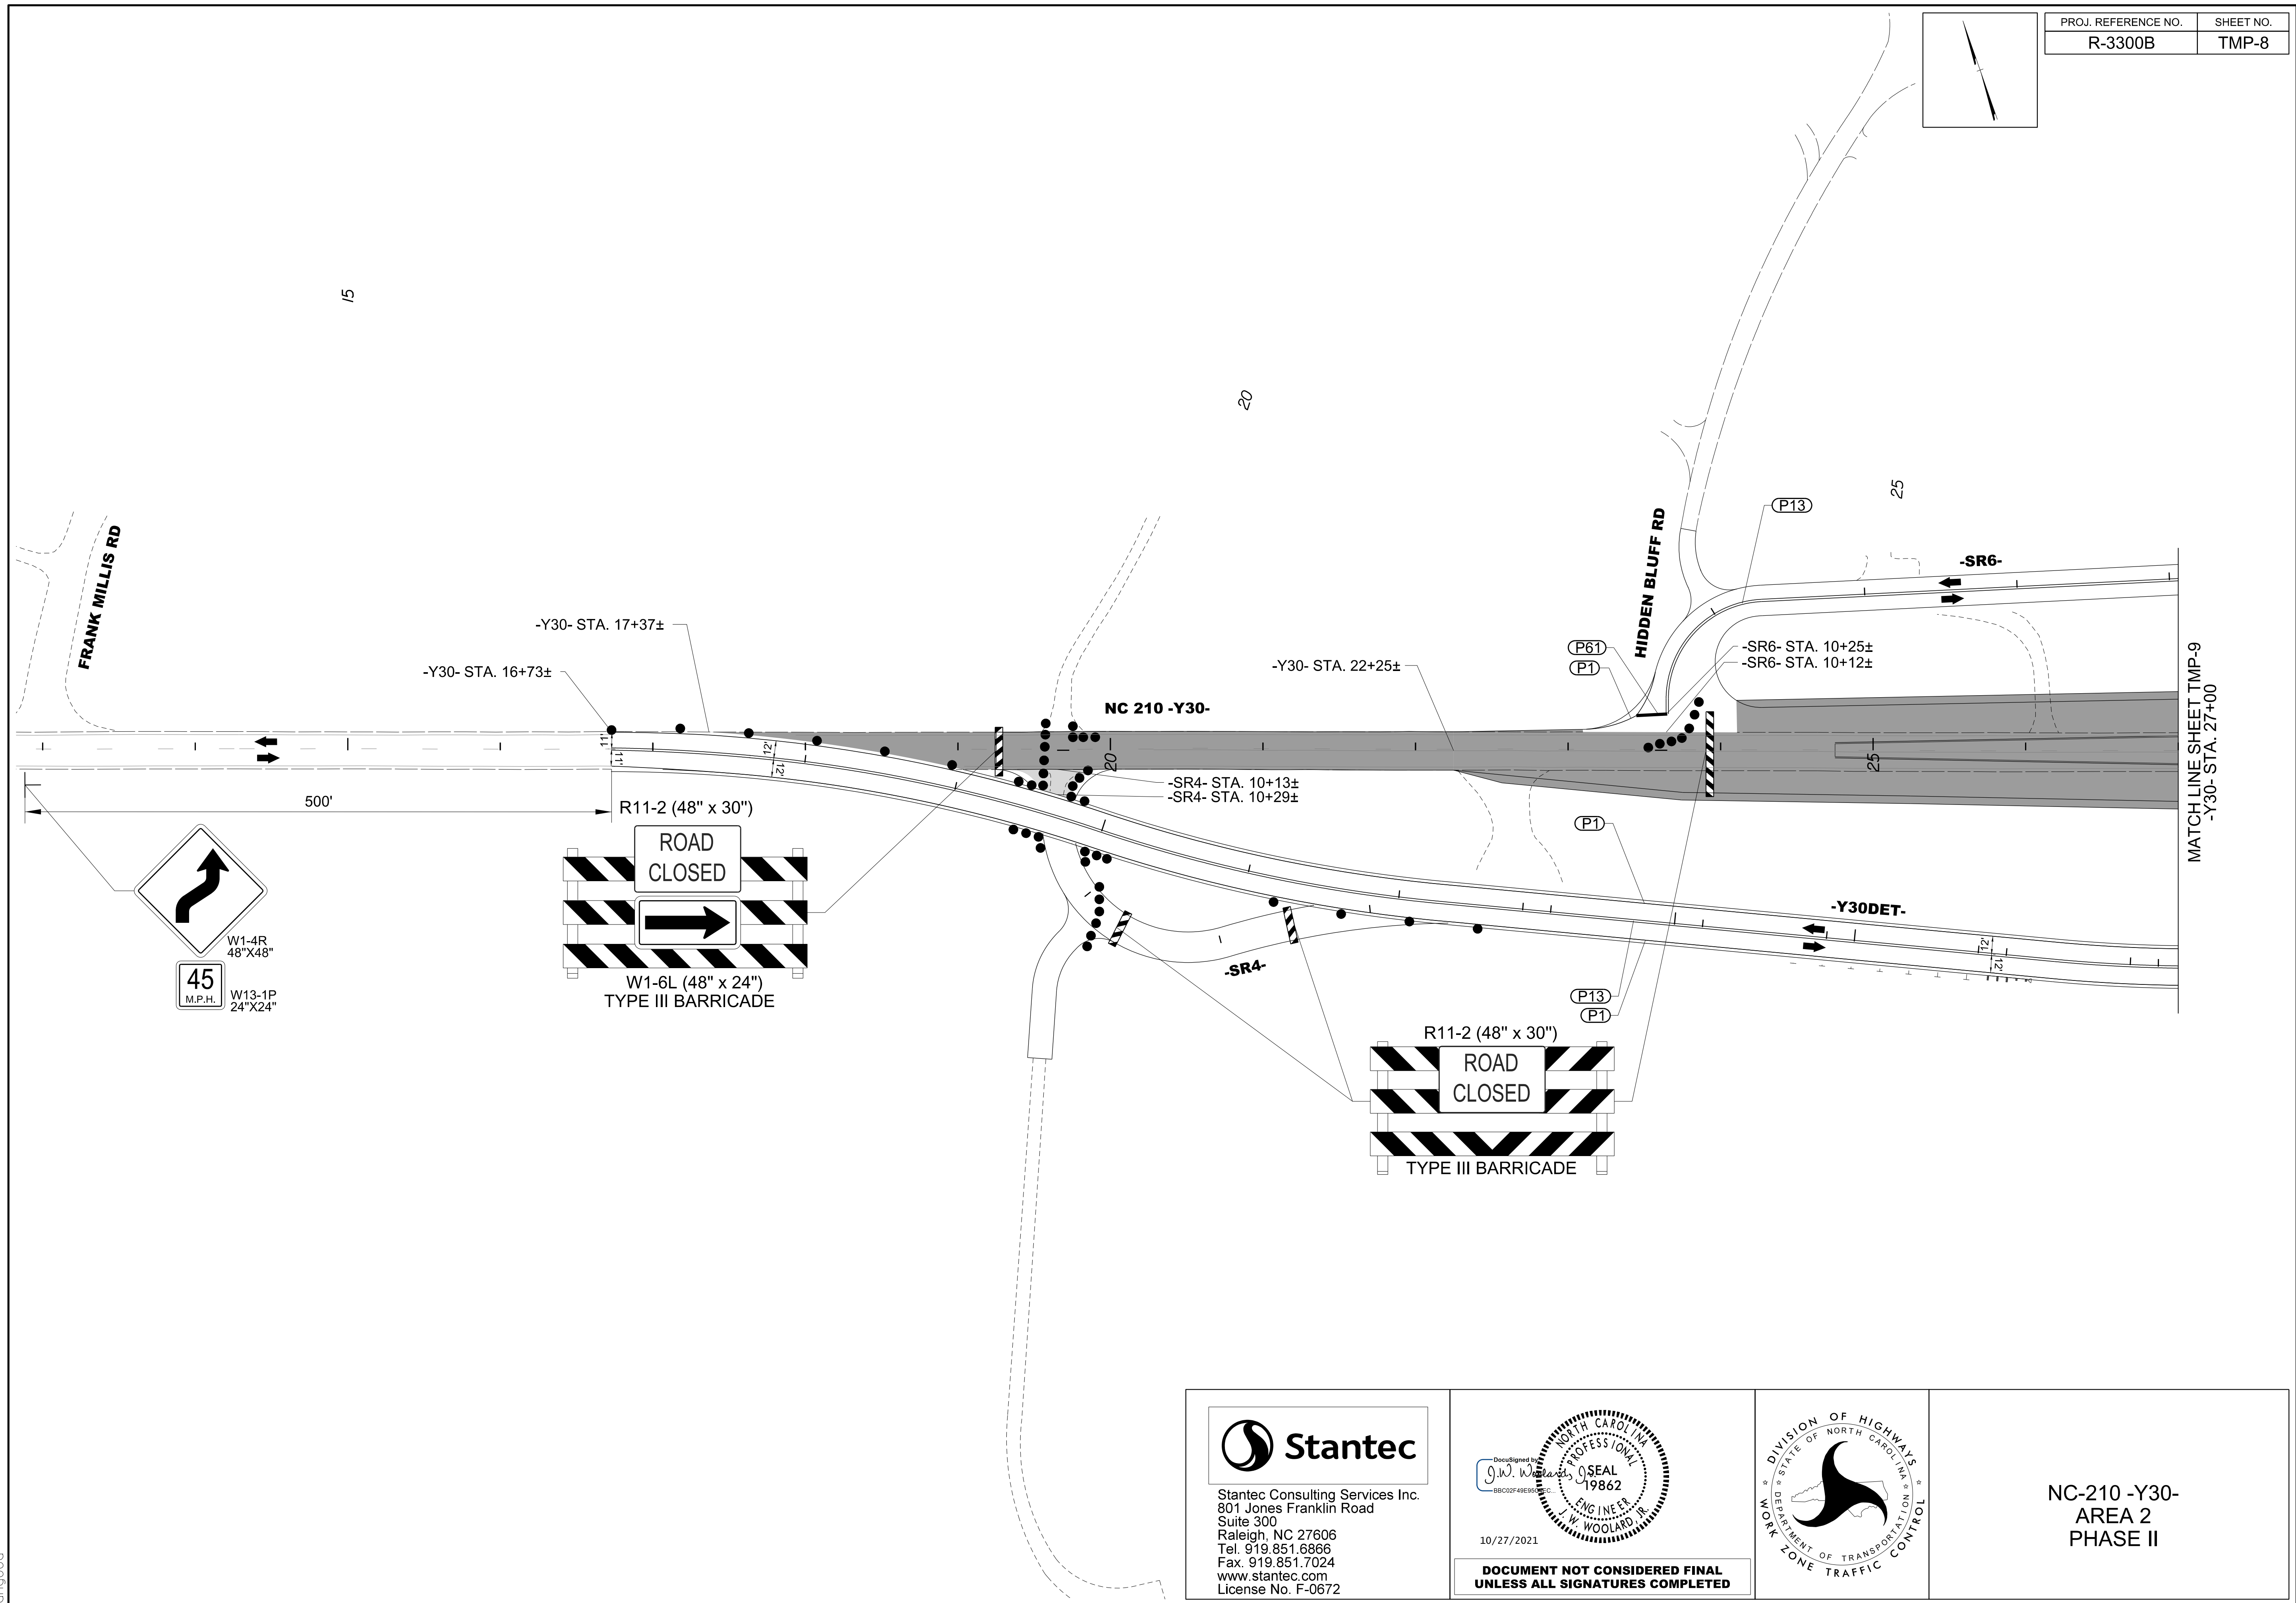 PROJ. REFERENCE NO.
SHEET NO.
R-3300B
TMP-8
15
20
25
FRANK MILLIS RD
HIDDEN BLUFF RD
P13
-SR6-
-Y30- STA. 17+37±
-Y30- STA. 16+73±
-Y30- STA. 22+25±
P61
P1
-SR6- STA. 10+25±
-SR6- STA. 10+12±
NC 210 -Y30-
11'
11'
12'
12'
20
25
-SR4- STA. 10+13±
-SR4- STA. 10+29±
MATCH LINE SHEET TMP-9
-Y30- STA. 27+00
500'
R11-2 (48" x 30")
ROAD
CLOSED
W1-6L (48" x 24")
TYPE III BARRICADE
W1-4R
48"X48"
45
M.P.H.
W13-1P
24"X24"
P1
-Y30DET-
12'
12'
-SR4-
P13
P1
R11-2 (48" x 30")
ROAD
CLOSED
TYPE III BARRICADE
Stantec
Stantec Consulting Services Inc.
801 Jones Franklin Road
Suite 300
Raleigh, NC 27606
Tel. 919.851.6866
Fax. 919.851.7024
www.stantec.com
License No. F-0672
DocuSigned by
J.W. Woolard, Jr.
NORTH CAROLINA
PROFESSIONAL
SEAL
19862
ENGINEER
J. W. WOOLARD, JR.
10/27/2021
DOCUMENT NOT CONSIDERED FINAL
UNLESS ALL SIGNATURES COMPLETED
DIVISION OF HIGHWAYS
STATE OF NORTH CAROLINA
DEPARTMENT OF TRANSPORTATION
WORK ZONE TRAFFIC CONTROL
NC-210 -Y30-
AREA 2
PHASE II